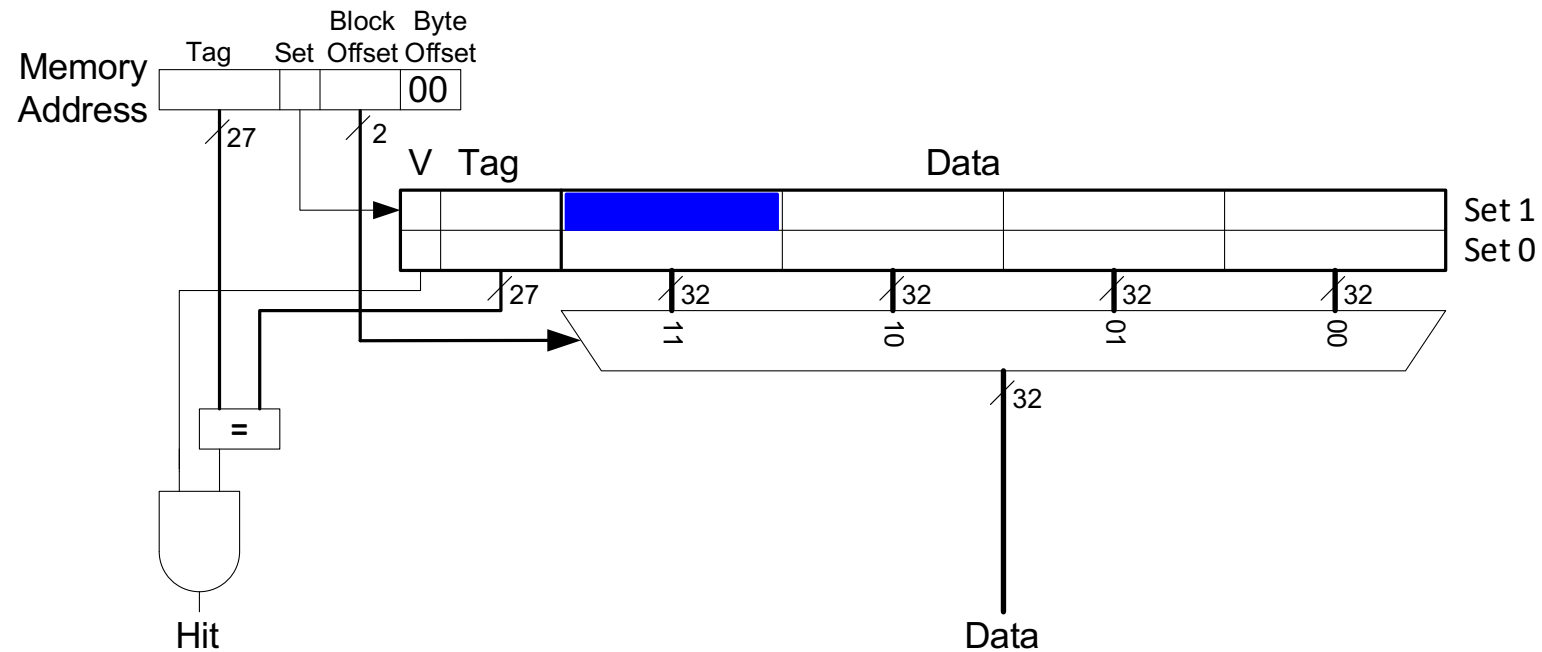 Block Byte
Tag Set Offset Offset
Memory
Address
00
27
2
V Tag Data
Set 1
Set 0
27
32
32
32
32
11
10
01
00
=
32
Hit
Data